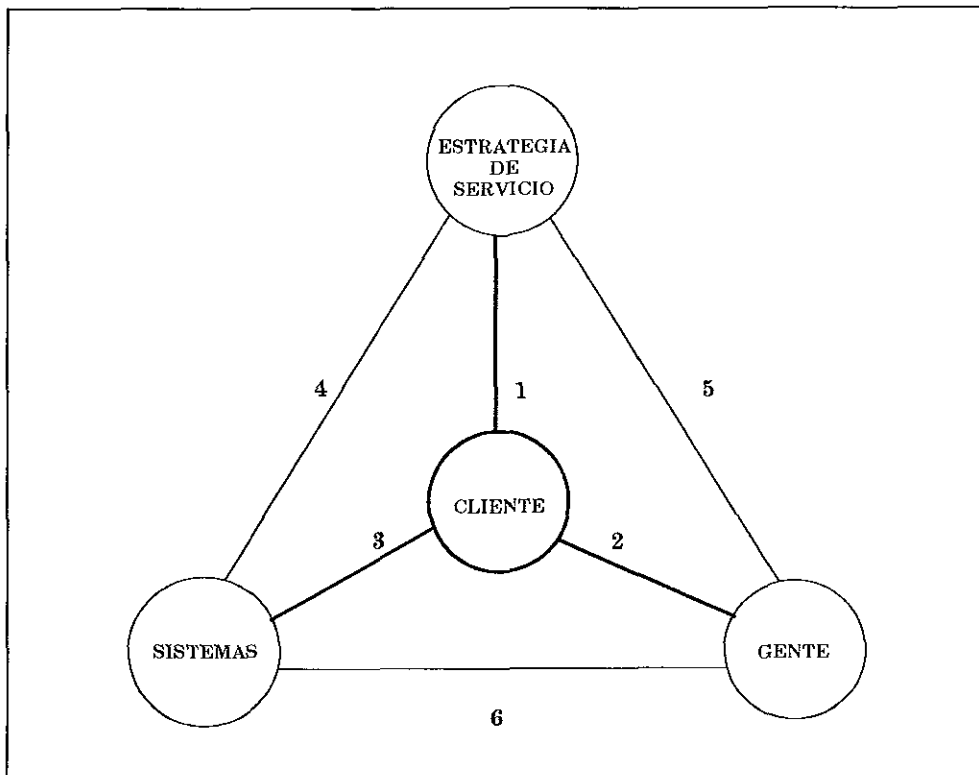 ESTRATEGIA
DE
SERVICIO
4
1
5
CLIENTE
3
2
SISTEMAS
GENTE
6